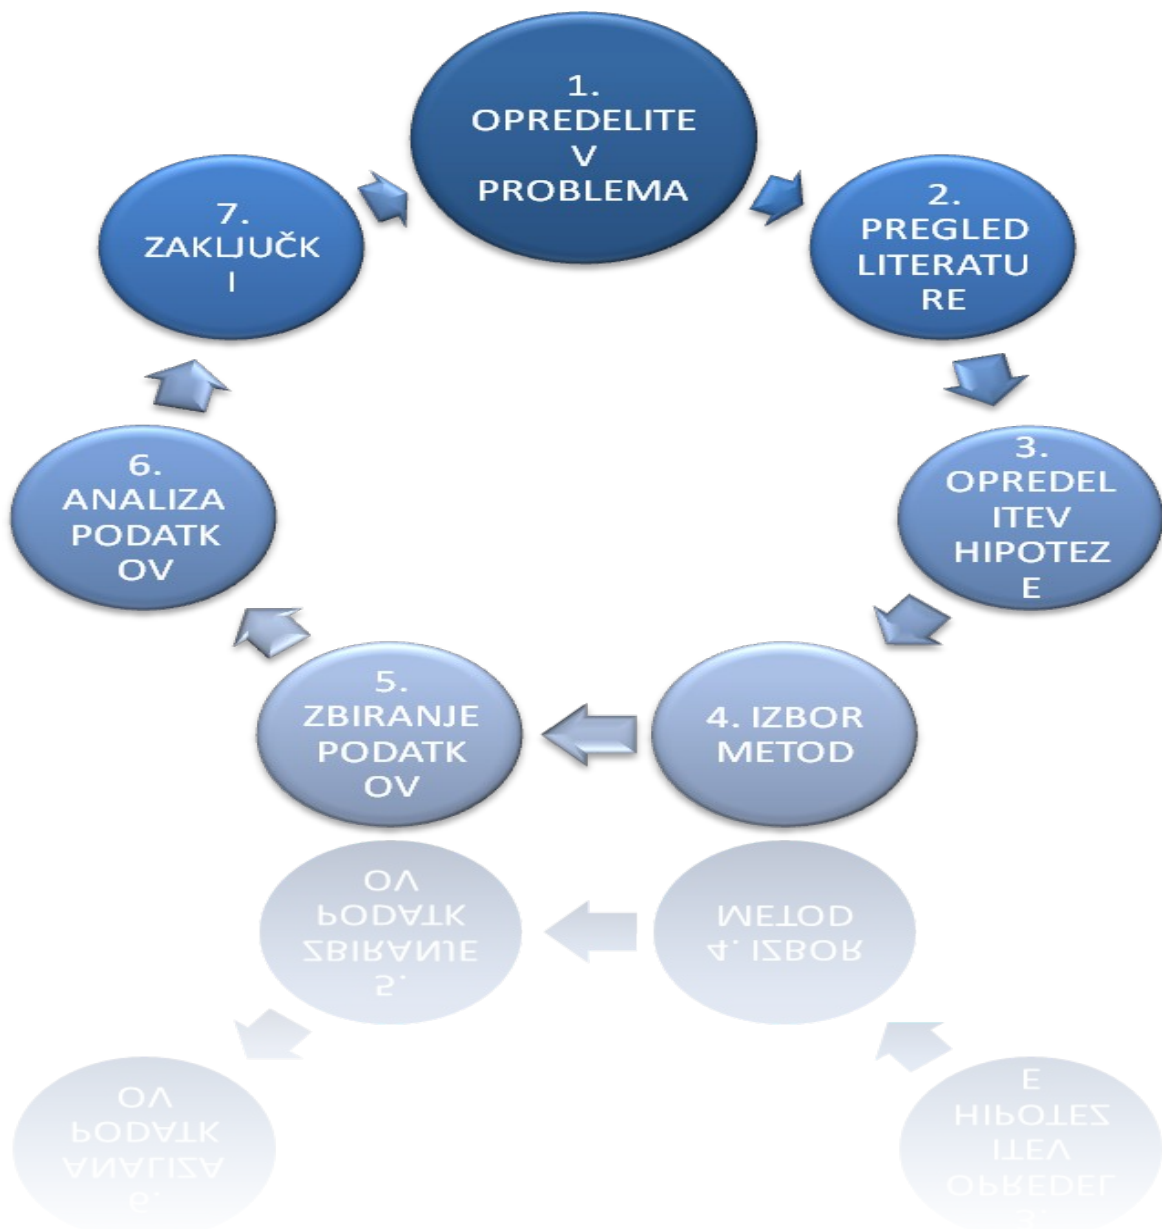 1.
OPREDELITE
V
PROBLEMA
2.
PREGLED
LITERATU
RE
3.
OPREDEL
ITEV
HIPOTEZ
E
4. IZBOR
METOD
5.
ZBIRANJE
PODATK
OV
6.
ANALIZA
PODATK
OV
7.
ZAKLJUČK
I